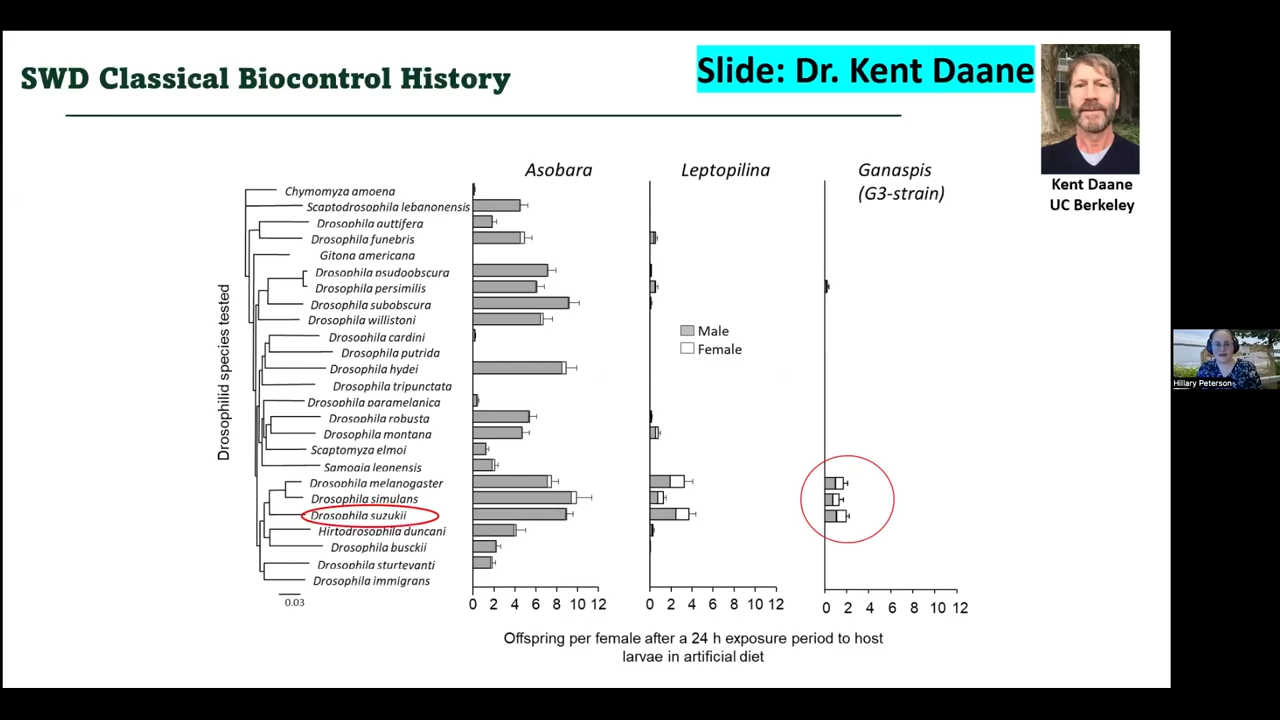 SWD Classical Biocontrol History
Slide: Dr. Kent Daane
Kent Daane
UC Berkeley
Asobara
Leptopilina
Ganaspis
(G3-strain)
Drosophilid species tested
Chymomyza amoena
Scaptodrosophila lebanonensis
Drosophila auttifera
Drosophila funebris
Gitona americana
Drosophila psudoobscura
Drosophila persimilis
Drosophila subobscura
Drosophila willistoni
Drosophila cardini
Drosophila putrida
Drosophila hydei
Drosophila tripunctata
Drosophila paramelanica
Drosophila robusta
Drosophila montana
Scaptomyza elmoi
Samoaia leonensis
Drosophila melanogaster
Drosophila simulans
Drosophila suzukii
Hirtodrosophila duncani
Drosophila busckii
Drosophila sturtevanti
Drosophila immigrans
0.03
Male
Female
0 2 4 6 8 10 12
0 2 4 6 8 10 12
0 2 4 6 8 10 12
Offspring per female after a 24 h exposure period to host
larvae in artificial diet
Hillary Peterson